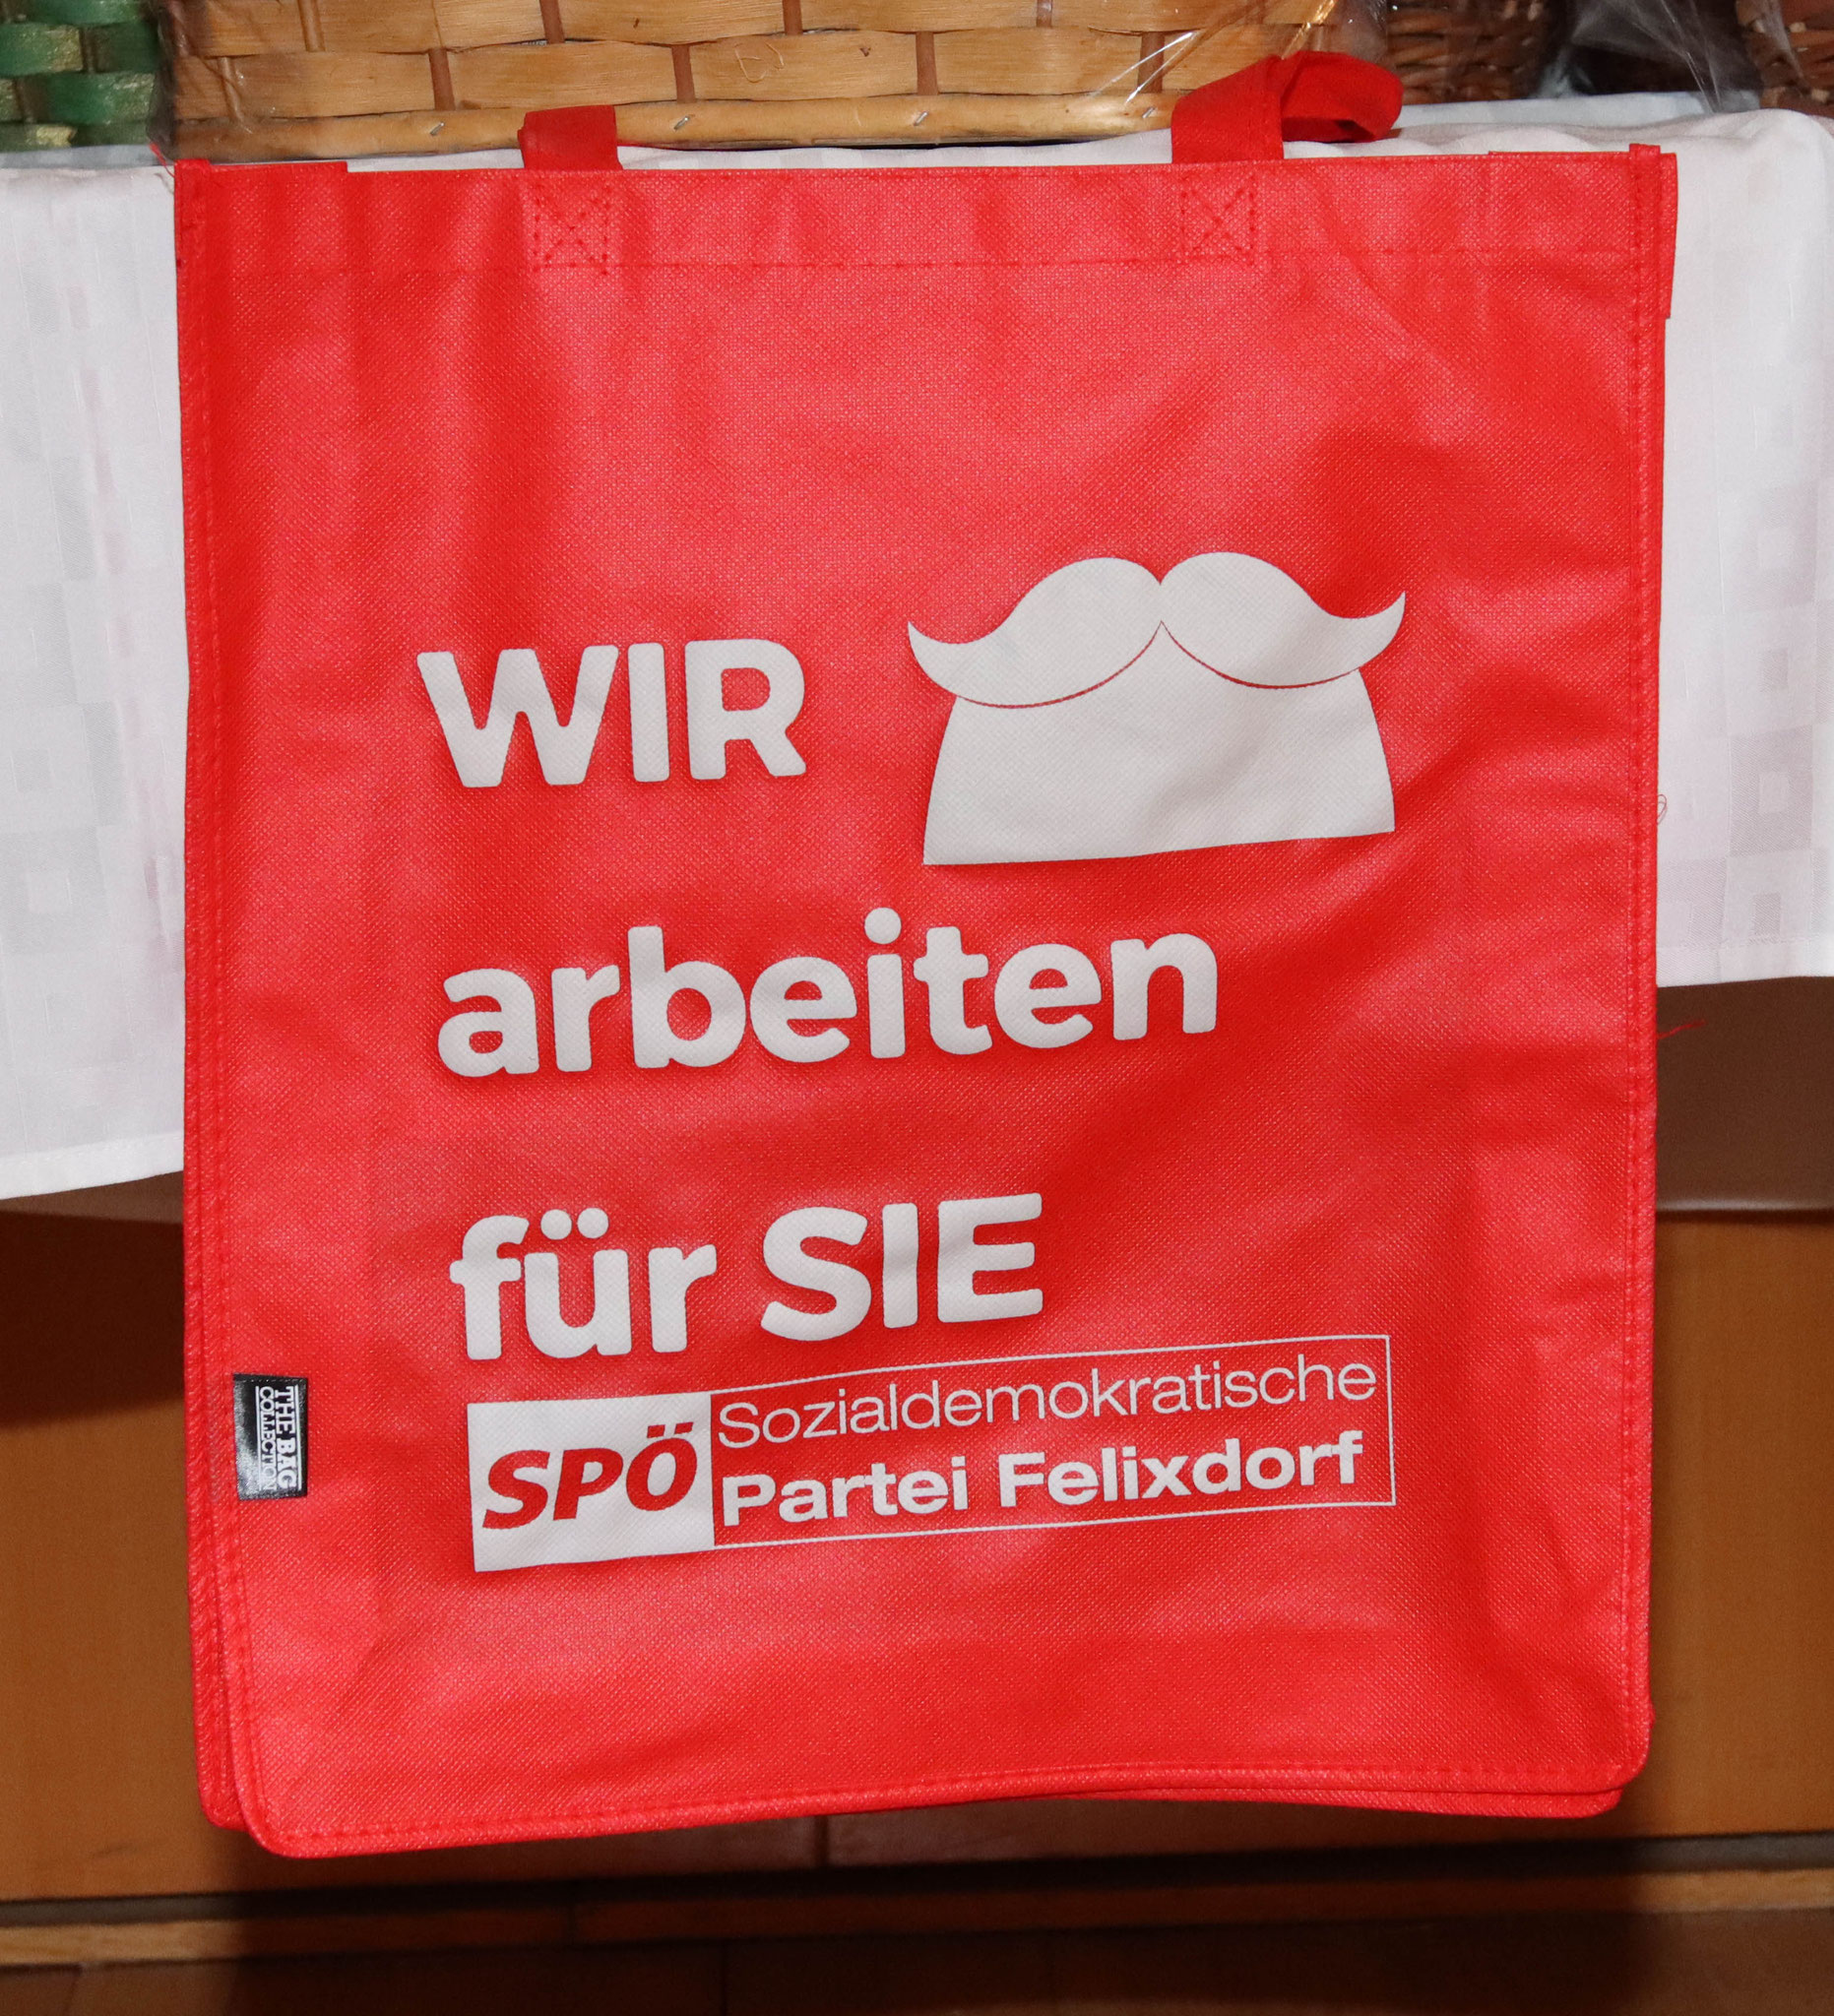 WIR
arbeiten
für SIE
SPÖ
Sozialdemokratische
Partei Felixdorf
THE BAG
COLLECTION